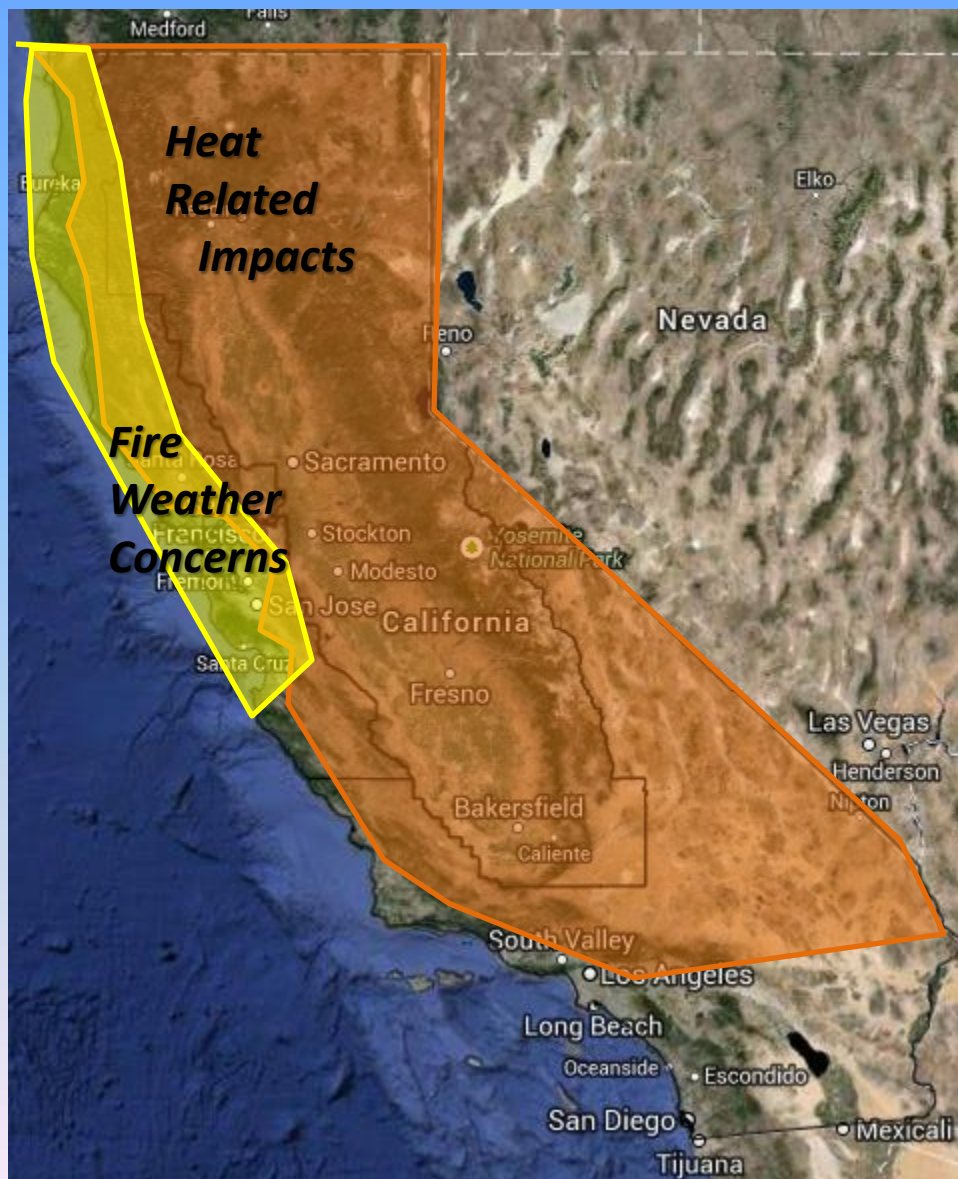 Falls
Medford
Heat
Related
Impacts
Eureka
Elko
Reno
Nevada
Fire
Weather
Concerns
Santa Rosa
Sacramento
Francisco
Stockton
Yosemite
National Park
Fremont
Modesto
San Jose
California
Santa Cruz
Fresno
Las Vegas
Henderson
Nipton
Bakersfield
Caliente
South Valley
Los Angeles
Long Beach
Oceanside
Escondido
San Diego
Mexicali
Tijuana